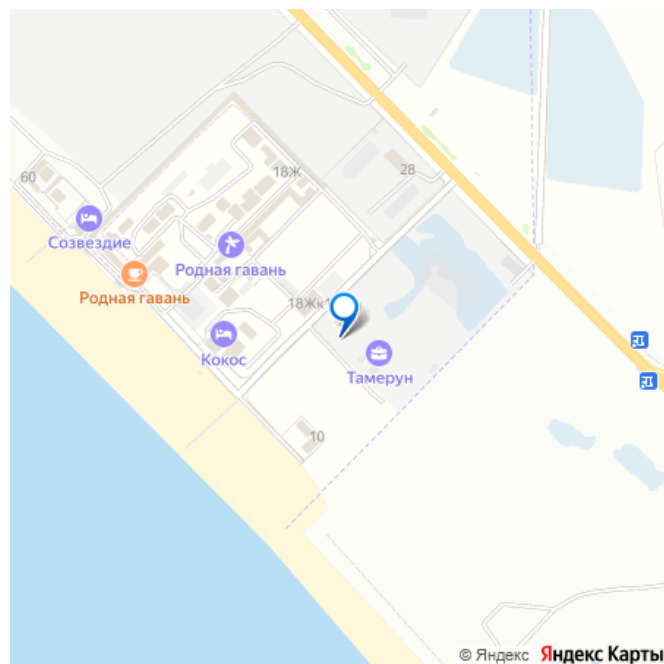 18Ж
28
60
Созвездие
Родная гавань
Родная гавань
18Жк1
Кокос
Тамерун
10
© Яндекс Яндекс Карты